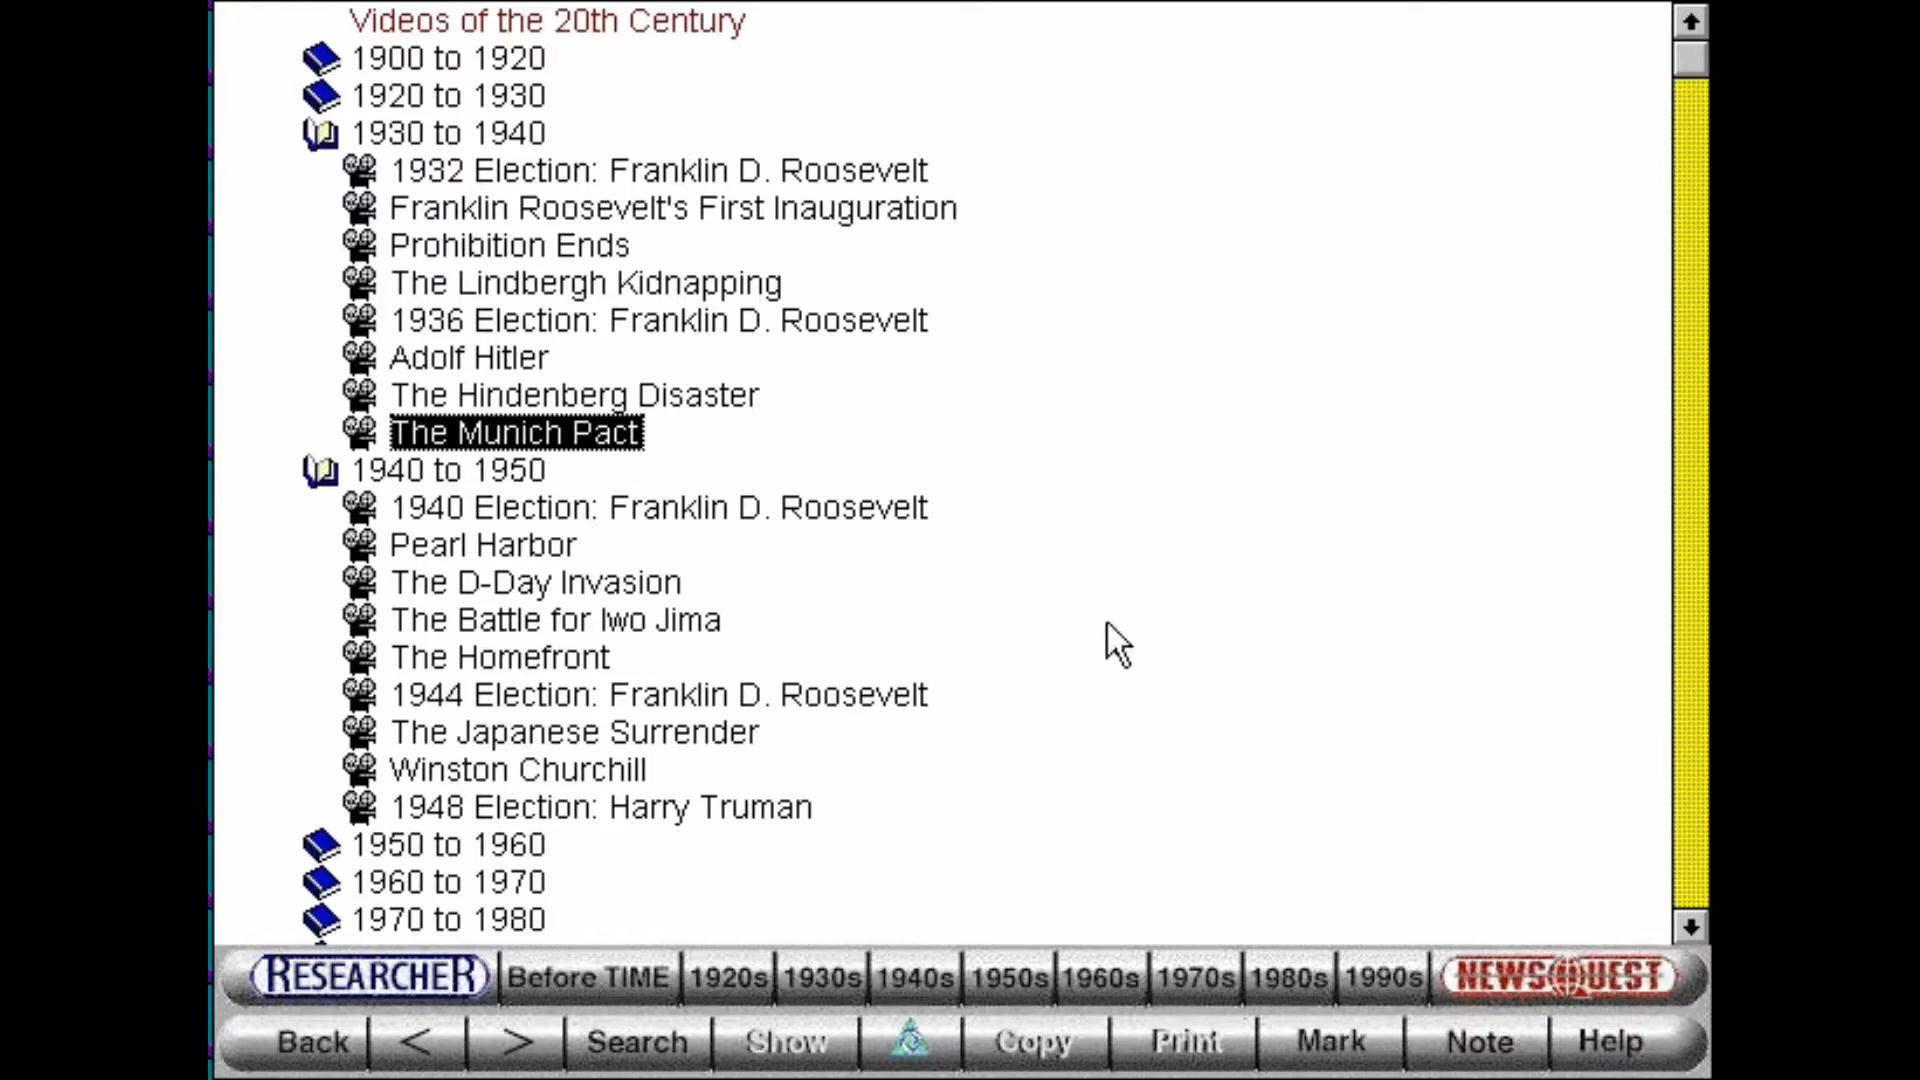 Videos of the 20th Century
1900 to 1920
1920 to 1930
1930 to 1940
1932 Election: Franklin D. Roosevelt
Franklin Roosevelt's First Inauguration
Prohibition Ends
The Lindbergh Kidnapping
1936 Election: Franklin D. Roosevelt
Adolf Hitler
The Hindenberg Disaster
The Munich Pact
1940 to 1950
1940 Election: Franklin D. Roosevelt
Pearl Harbor
The D-Day Invasion
The Battle for Iwo Jima
The Homefront
1944 Election: Franklin D. Roosevelt
The Japanese Surrender
Winston Churchill
1948 Election: Harry Truman
1950 to 1960
1960 to 1970
1970 to 1980
RESEARCHER Before TIME 1920s 1930s 1940s 1950s 1960s 1970s 1980s 1990s NEWSQUEST
Back < > Search Show Copy Print Mark Note Help